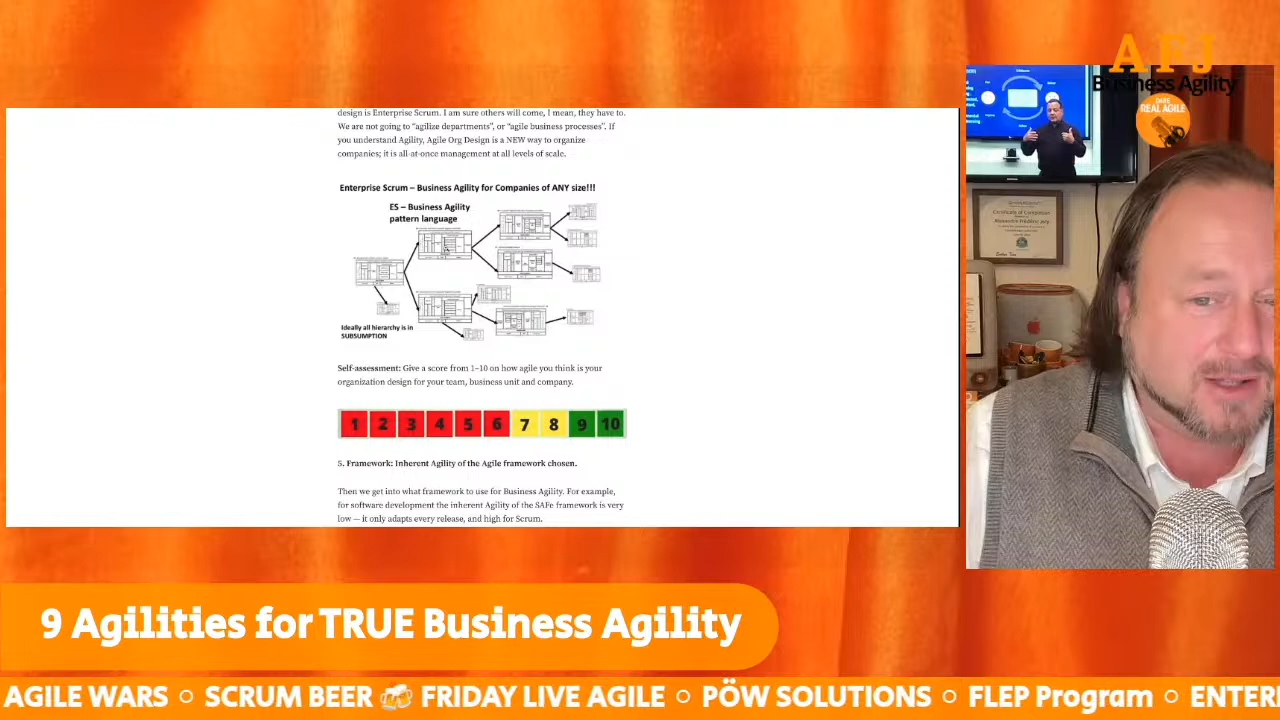 AFJ
Business Agility
DARE
REAL AGILE
design is Enterprise Scrum. I am sure others will come, I mean, they have to.
We are not going to “agilize departments”, or “agile business processes”. If
you understand Agility, Agile Org Design is a NEW way to organize
companies; it is all-at-once management at all levels of scale.
Enterprise Scrum – Business Agility for Companies of ANY size!!!
ES – Business Agility
pattern language
Ideally all hierarchy is in
SUBSUMPTION
Self-assessment: Give a score from 1–10 on how agile you think is your
organization design for your team, business unit and company.
1 2 3 4 5 6 7 8 9 10
5. Framework: Inherent Agility of the Agile framework chosen.
Then we get into what framework to use for Business Agility. For example,
for software development the inherent Agility of the SAFe framework is very
low — it only adapts every release, and high for Scrum.
Certificate of Completion
9 Agilities for TRUE Business Agility
AGILE WARS ○ SCRUM BEER 🍻 FRIDAY LIVE AGILE ○ PÖW SOLUTIONS ○ FLEP Program ○ ENTER